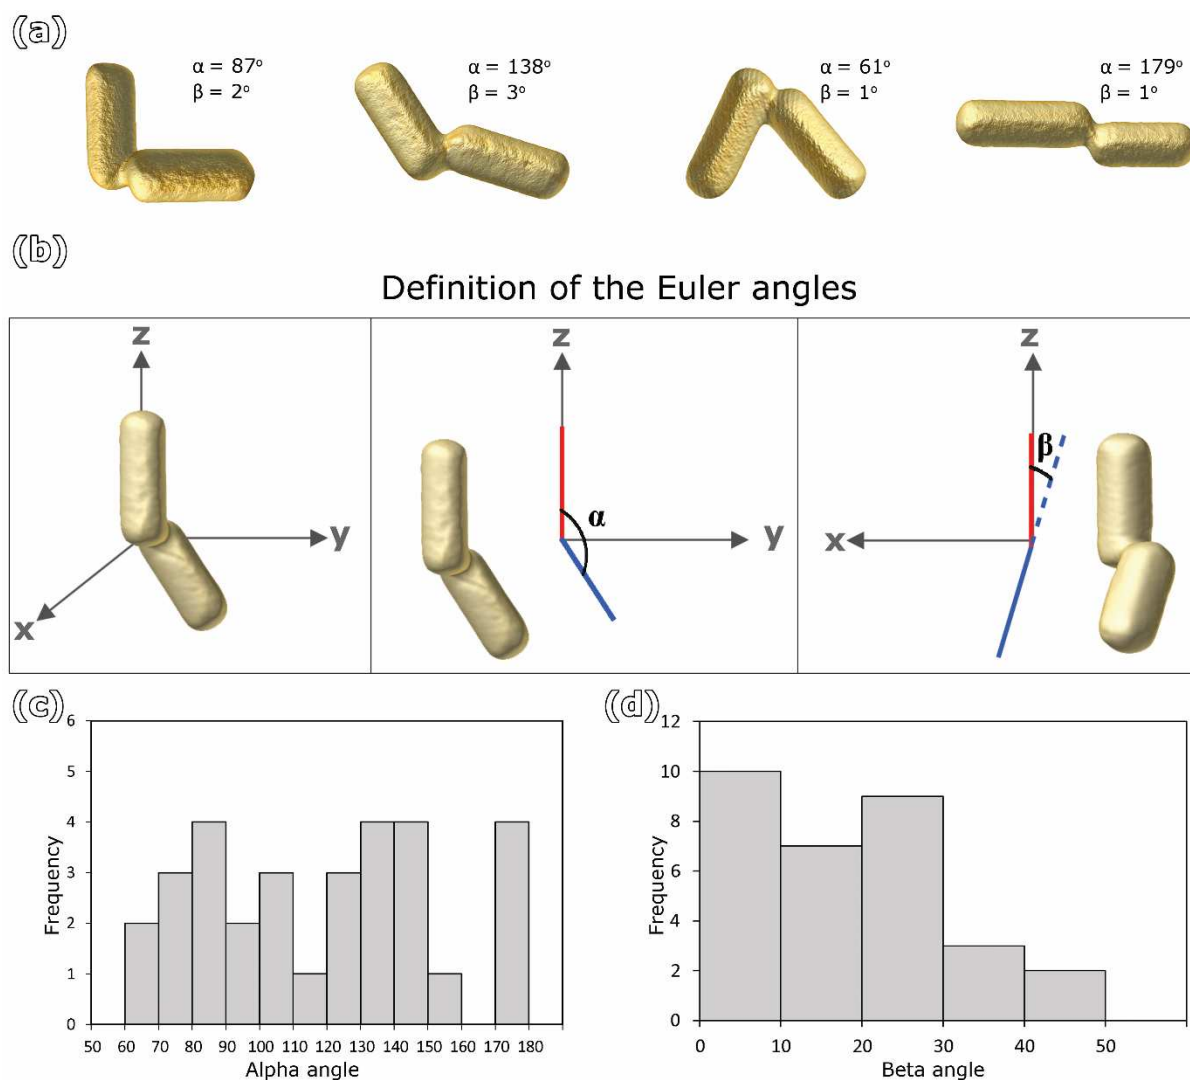 (a)
α = 87°
β = 2°
α = 138°
β = 3°
α = 61°
β = 1°
α = 179°
β = 1°
(b)
Definition of the Euler angles
z
y
x
z
α
y
z
β
x
(c)
6
5
4
3
2
1
0
Frequency
50 60 70 80 90 100 110 120 130 140 150 160 170 180
Alpha angle
(d)
12
10
8
6
4
2
0
Frequency
0 10 20 30 40 50
Beta angle